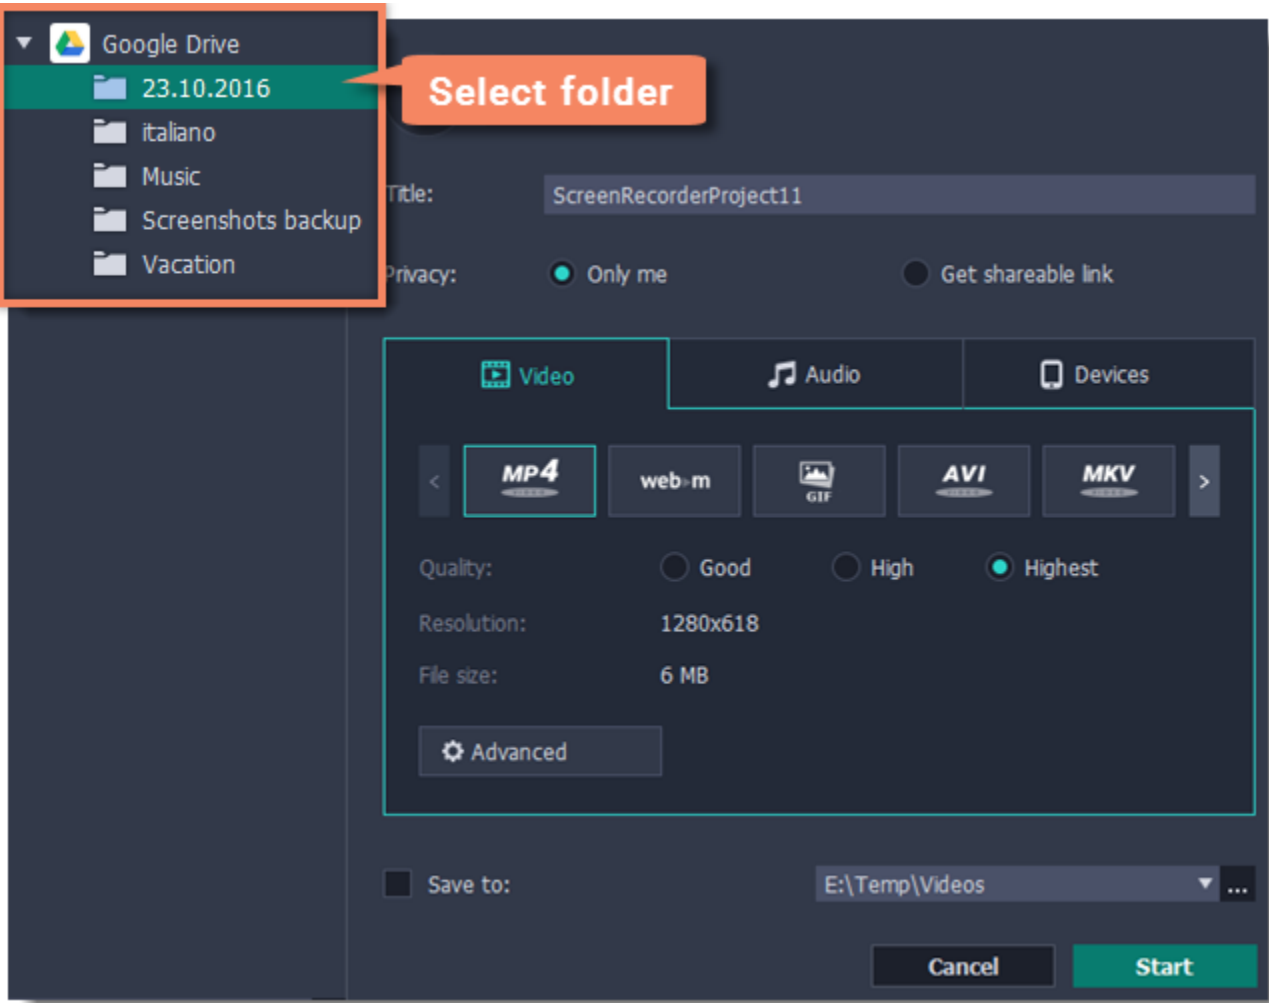 Google Drive
23.10.2016
Select folder
italiano
Music
Screenshots backup
Vacation
Title:
ScreenRecorderProject11
Privacy:
Only me
Get shareable link
Video
Audio
Devices
<
MP4
web m
GIF
AVI
MKV
>
Quality:
Good
High
Highest
Resolution:
1280x618
File size:
6 MB
Advanced
Save to:
E:\Temp\Videos
...
Cancel
Start